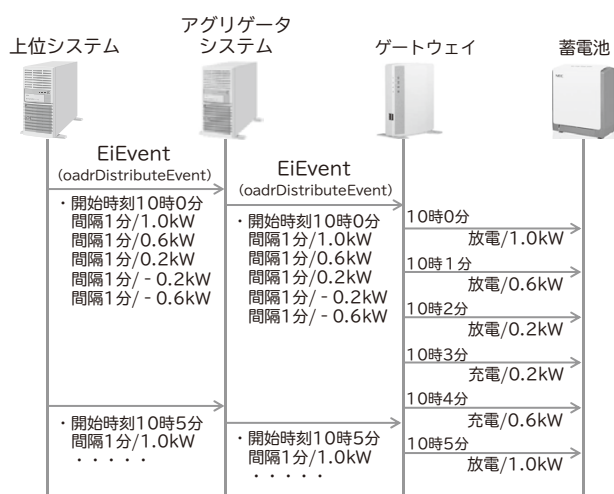 上位システム
アグリゲータ
システム
ゲートウェイ
蓄電池
EiEvent
(oadrDistributeEvent)
・開始時刻10時0分
間隔1分/1.0kW
間隔1分/0.6kW
間隔1分/0.2kW
間隔1分/‐0.2kW
間隔1分/‐0.6kW
EiEvent
(oadrDistributeEvent)
・開始時刻10時0分
間隔1分/1.0kW
間隔1分/0.6kW
間隔1分/0.2kW
間隔1分/‐0.2kW
間隔1分/‐0.6kW
10時0分
放電/1.0kW
10時1分
放電/0.6kW
10時2分
放電/0.2kW
10時3分
充電/0.2kW
10時4分
充電/0.6kW
10時5分
放電/1.0kW
・開始時刻10時5分
間隔1分/1.0kW
・・・・・
・開始時刻10時5分
間隔1分/1.0kW
・・・・・